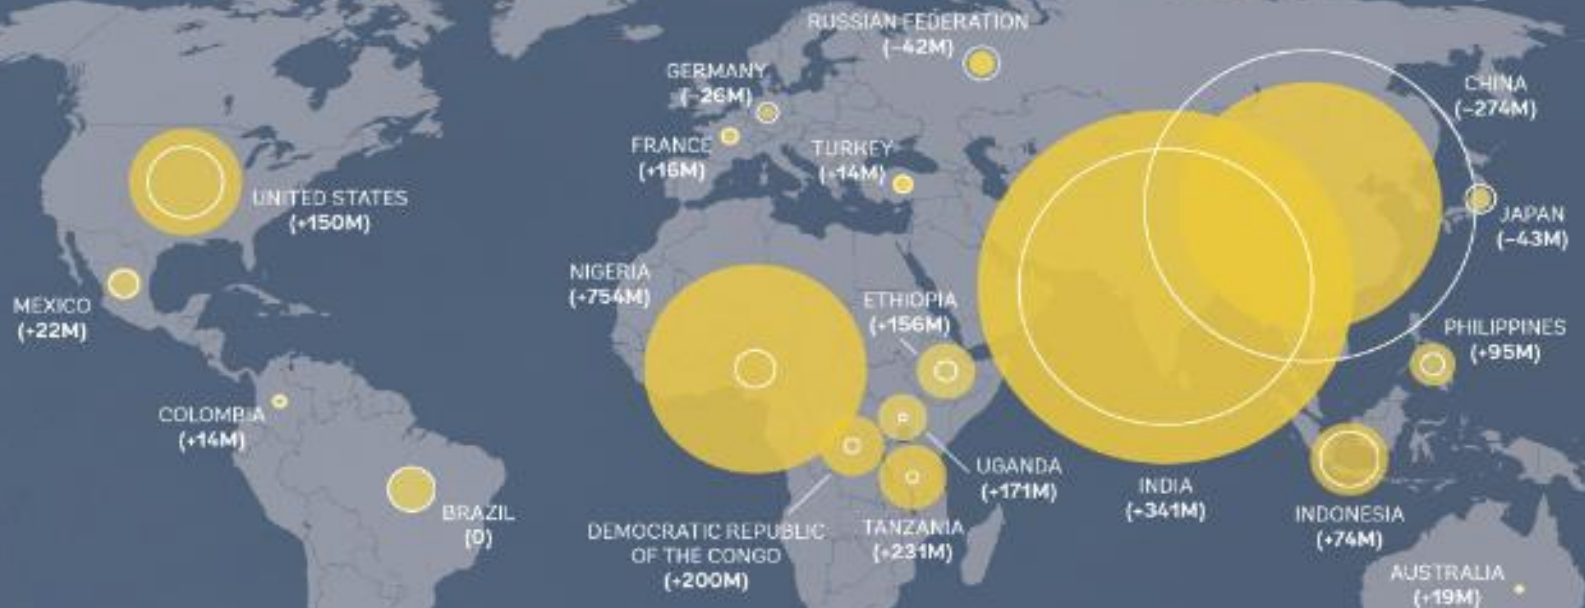 RUSSIAN FEDERATION
(–42M)
GERMANY
(–26M)
CHINA
(–274M)
FRANCE
(+16M)
TURKEY
(+14M)
UNITED STATES
(+150M)
JAPAN
(–43M)
NIGERIA
(+754M)
ETHIOPIA
(+156M)
MEXICO
(+22M)
PHILIPPINES
(+95M)
COLOMBIA
(+14M)
UGANDA
(+171M)
INDIA
(+341M)
BRAZIL
(0)
DEMOCRATIC REPUBLIC
OF THE CONGO
(+200M)
TANZANIA
(+231M)
INDONESIA
(+74M)
AUSTRALIA
(+19M)